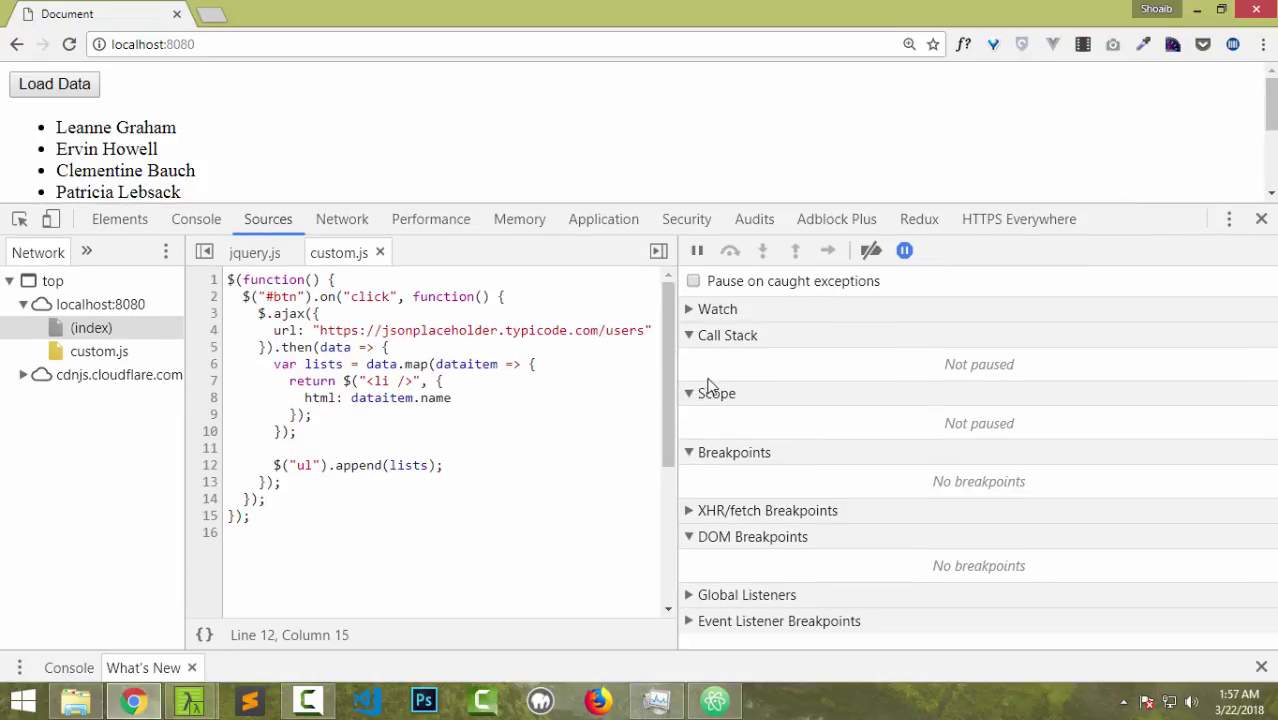 Document
Shoaib
localhost:8080
f?
Load Data
• Leanne Graham
• Ervin Howell
• Clementine Bauch
• Patricia Lebsack
Elements Console Sources Network Performance Memory Application Security Audits Adblock Plus Redux HTTPS Everywhere
Network »
top
localhost:8080
(index)
custom.js
cdnjs.cloudflare.com
jquery.js custom.js
1 $(function() {
2 $("#btn").on("click", function() {
3 $.ajax({
4 url: "https://jsonplaceholder.typicode.com/users"
5 }).then(data => {
6 var lists = data.map(dataitem => {
7 return $("<li />", {
8 html: dataitem.name
9 });
10 });
11
12 $("ul").append(lists);
13 });
14 });
15 });
16
{} Line 12, Column 15
Pause on caught exceptions
Watch
Call Stack
Not paused
Scope
Not paused
Breakpoints
No breakpoints
XHR/fetch Breakpoints
DOM Breakpoints
No breakpoints
Global Listeners
Event Listener Breakpoints
Console What's New
Ps
1:57 AM
3/22/2018